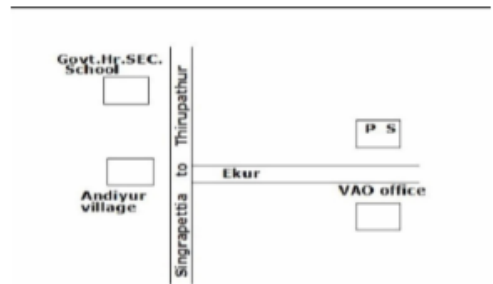 Govt.Hr.SEC.
School
Singrapettia to Thirupathur
P S
Ekur
Andiyur
village
VAO office